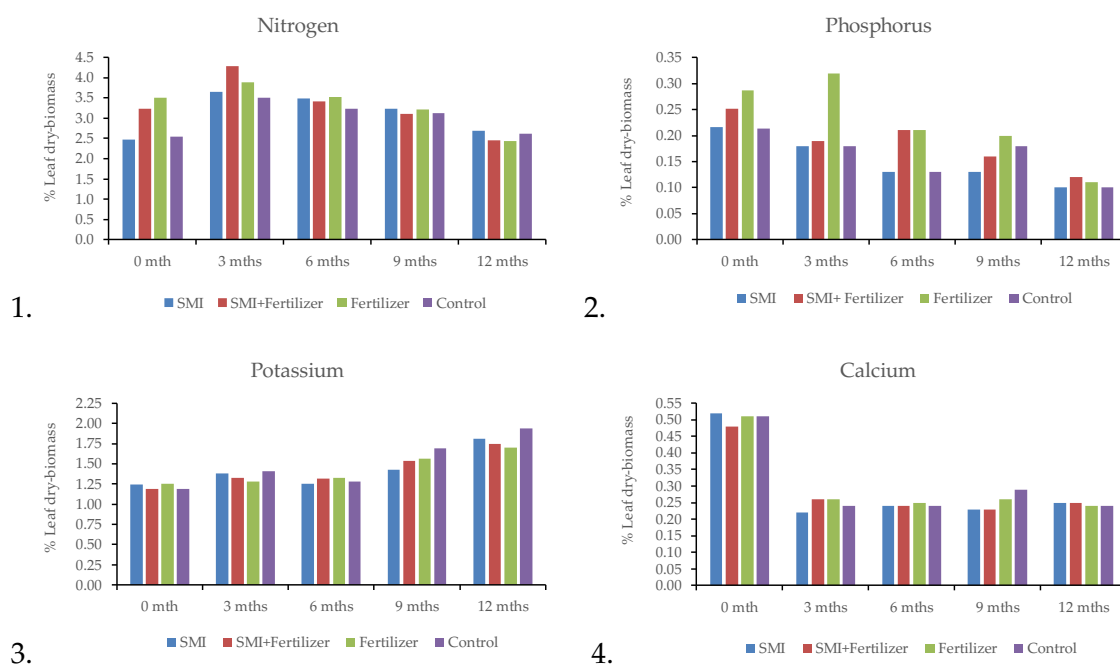 Nitrogen
% Leaf dry-biomass
4.5
4.0
3.5
3.0
2.5
2.0
1.5
1.0
0.5
0.0
0 mth 3 mths 6 mths 9 mths 12 mths
SMI SMI+Fertilizer Fertilizer Control
1.
Phosphorus
% Leaf dry-biomass
0.35
0.30
0.25
0.20
0.15
0.10
0.05
0.00
0 mth 3 mths 6 mths 9 mths 12 mths
SMI SMI+ Fertilizer Fertilizer Control
2.
Potassium
% Leaf dry-biomass
2.25
2.00
1.75
1.50
1.25
1.00
0.75
0.50
0.25
0.00
0 mth 3 mths 6 mths 9 mths 12 mths
SMI SMI+Fertilizer Fertilizer Control
3.
Calcium
% Leaf dry-biomass
0.55
0.50
0.45
0.40
0.35
0.30
0.25
0.20
0.15
0.10
0.05
0.00
0 mth 3 mths 6 mths 9 mths 12 mths
SMI SMI+Fertilizer Fertilizer Control
4.